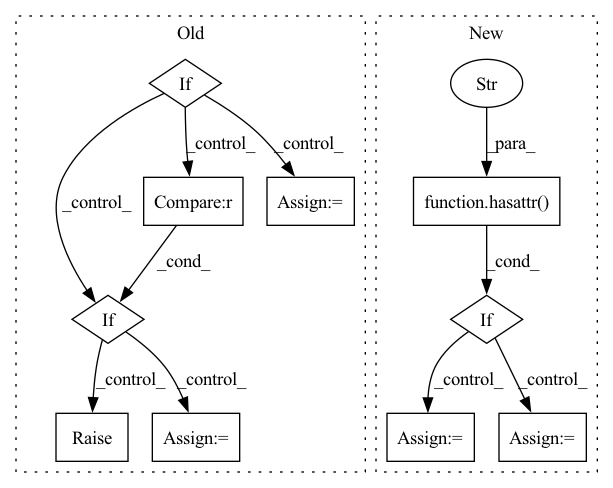 Old
New
If
Str
_control_
_control_
_para_
_control_
Compare:r
Assign:=
function.hasattr()
_cond_
_cond_
If
If
_control_
_control_
_control_
_control_
Raise
Assign:=
Assign:=
Assign:=